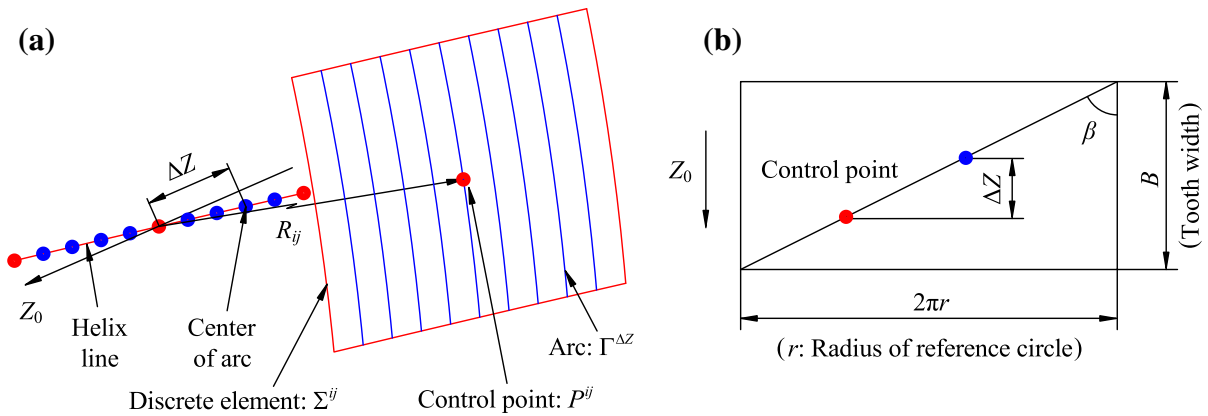 (a)
ΔZ
R_ij
Z_0
Helix line
Center of arc
Arc: Γ^ΔZ
Discrete element: Σ^ij
Control point: P^ij
(b)
β
Control point
Z_0
ΔZ
B
(Tooth width)
2πr
(r: Radius of reference circle)